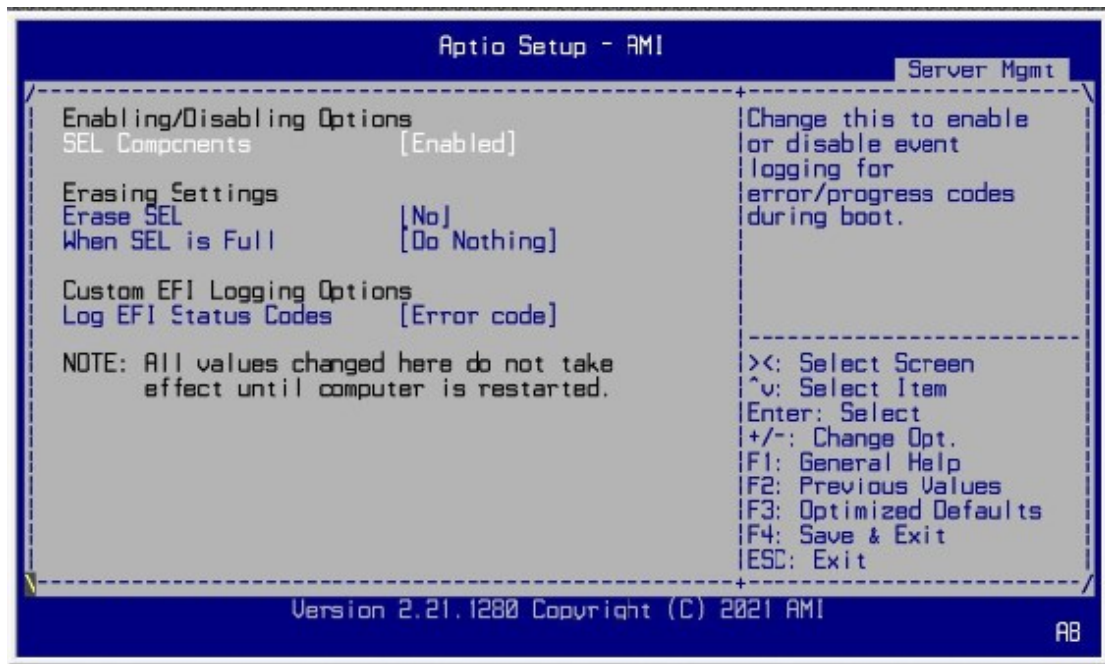 Aptio Setup - AMI
Server Mgmt
Enabling/Disabling Options
SEL Components [Enabled]
Erasing Settings
Erase SEL [No]
When SEL is Full [Do Nothing]
Custom EFI Logging Options
Log EFI Status Codes [Error code]
NOTE: All values changed here do not take
effect until computer is restarted.
Change this to enable
or disable event
logging for
error/progress codes
during boot.
><: Select Screen
^v: Select Item
Enter: Select
+/-: Change Opt.
F1: General Help
F2: Previous Values
F3: Optimized Defaults
F4: Save & Exit
ESC: Exit
Version 2.21.1280 Copyright (C) 2021 AMI
AB